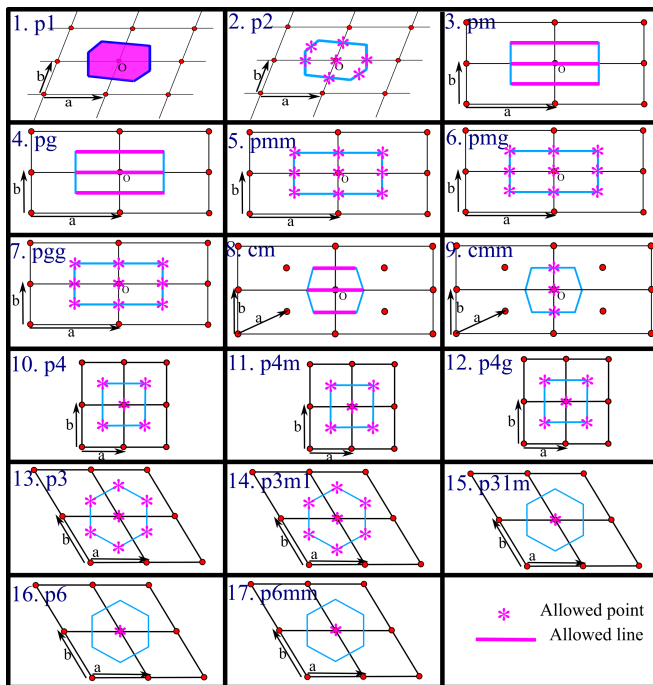 1. p1
O
b
a
2. p2
O
b
a
3. pm
O
b
a
4. pg
O
b
a
5. pmm
O
b
a
6. pmg
O
b
a
7. pgg
O
b
a
8. cm
O
b
a
9. cmm
O
b
a
10. p4
b
a
11. p4m
b
a
12. p4g
b
a
13. p3
b
a
14. p3m1
b
a
15. p31m
b
a
16. p6
b
a
17. p6mm
b
a
Allowed point
Allowed line